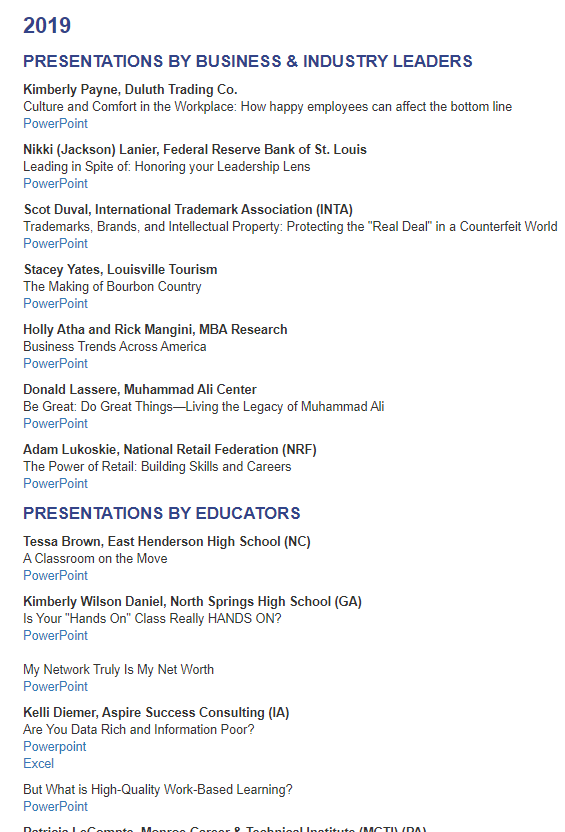 2019
PRESENTATIONS BY BUSINESS & INDUSTRY LEADERS
Kimberly Payne, Duluth Trading Co.
Culture and Comfort in the Workplace: How happy employees can affect the bottom line
PowerPoint
Nikki (Jackson) Lanier, Federal Reserve Bank of St. Louis
Leading in Spite of: Honoring your Leadership Lens
PowerPoint
Scot Duval, International Trademark Association (INTA)
Trademarks, Brands, and Intellectual Property: Protecting the "Real Deal" in a Counterfeit World
PowerPoint
Stacey Yates, Louisville Tourism
The Making of Bourbon Country
PowerPoint
Holly Atha and Rick Mangini, MBA Research
Business Trends Across America
PowerPoint
Donald Lassere, Muhammad Ali Center
Be Great: Do Great Things—Living the Legacy of Muhammad Ali
PowerPoint
Adam Lukoskie, National Retail Federation (NRF)
The Power of Retail: Building Skills and Careers
PowerPoint
PRESENTATIONS BY EDUCATORS
Tessa Brown, East Henderson High School (NC)
A Classroom on the Move
PowerPoint
Kimberly Wilson Daniel, North Springs High School (GA)
Is Your "Hands On" Class Really HANDS ON?
PowerPoint
My Network Truly Is My Net Worth
PowerPoint
Kelli Diemer, Aspire Success Consulting (IA)
Are You Data Rich and Information Poor?
Powerpoint
Excel
But What is High-Quality Work-Based Learning?
PowerPoint
Patricia LeCompte, Monroe Career & Technical Institute (MCTI) (PA)